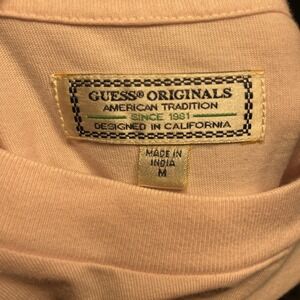 GUESS® ORIGINALS
AMERICAN TRADITION
SINCE 1981
DESIGNED IN CALIFORNIA
MADE IN
INDIA
M